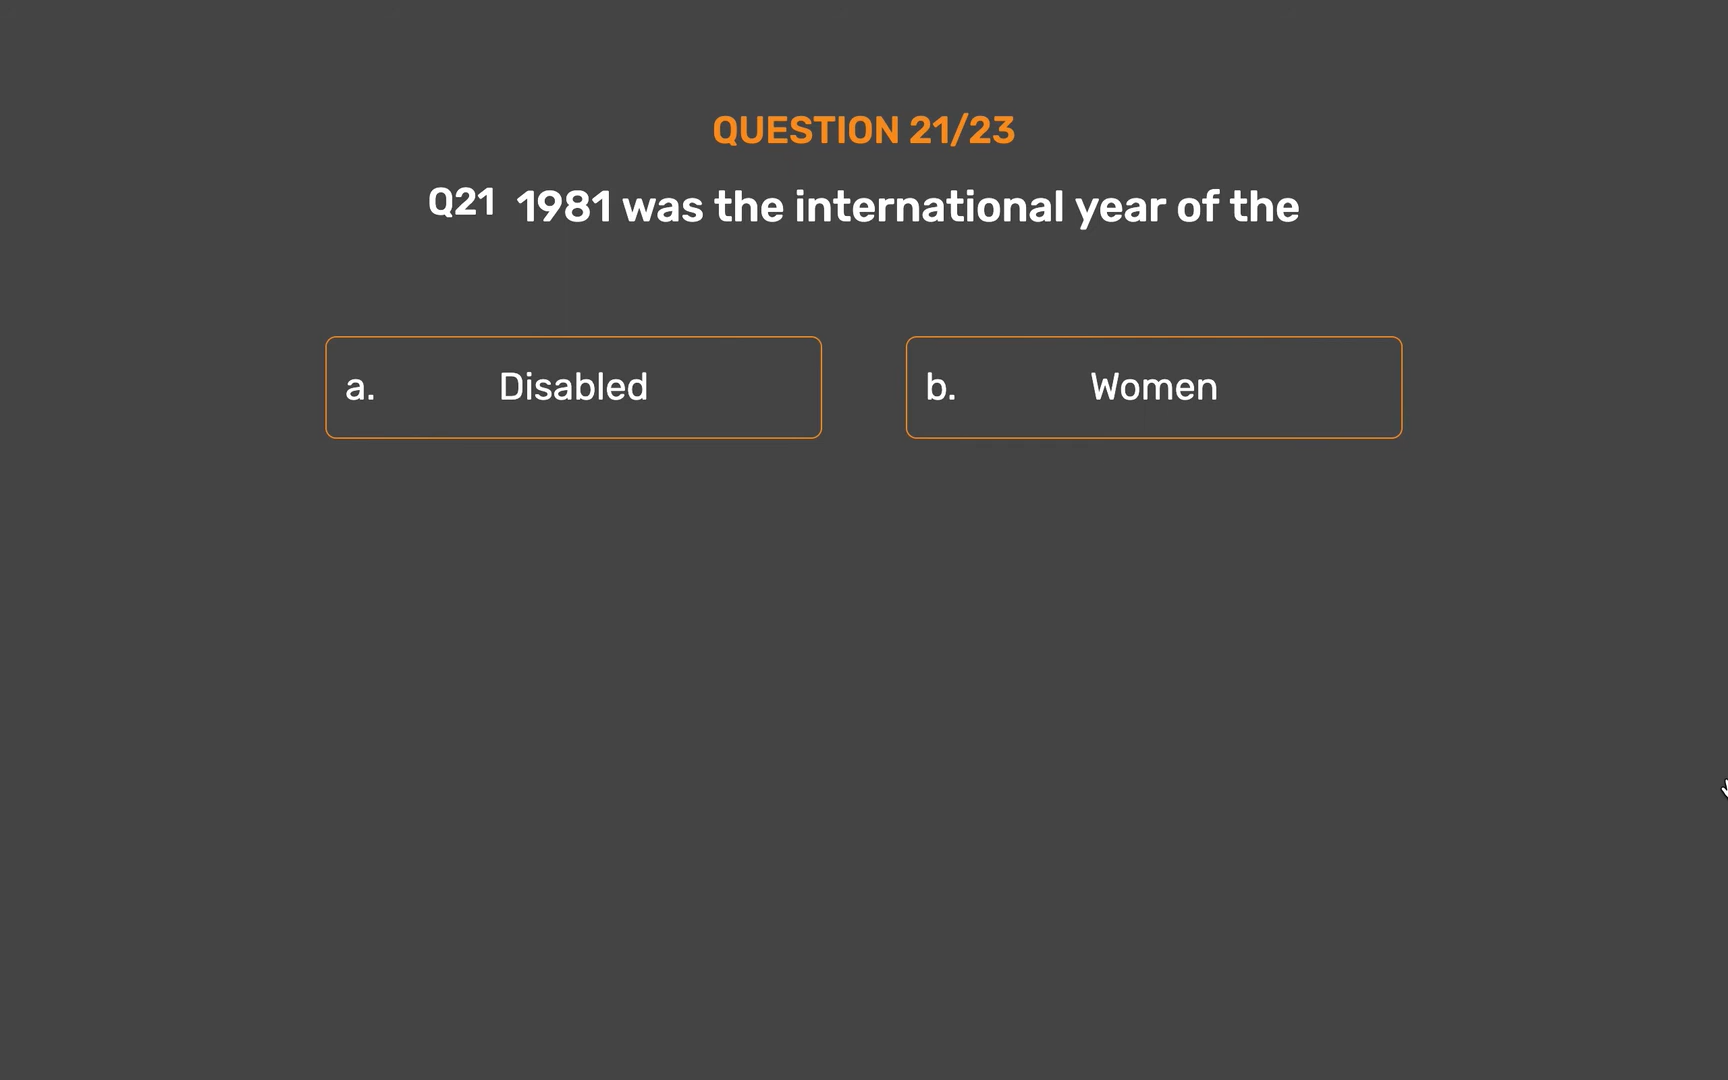 QUESTION 21/23
Q21 1981 was the international year of the
a. Disabled
b. Women